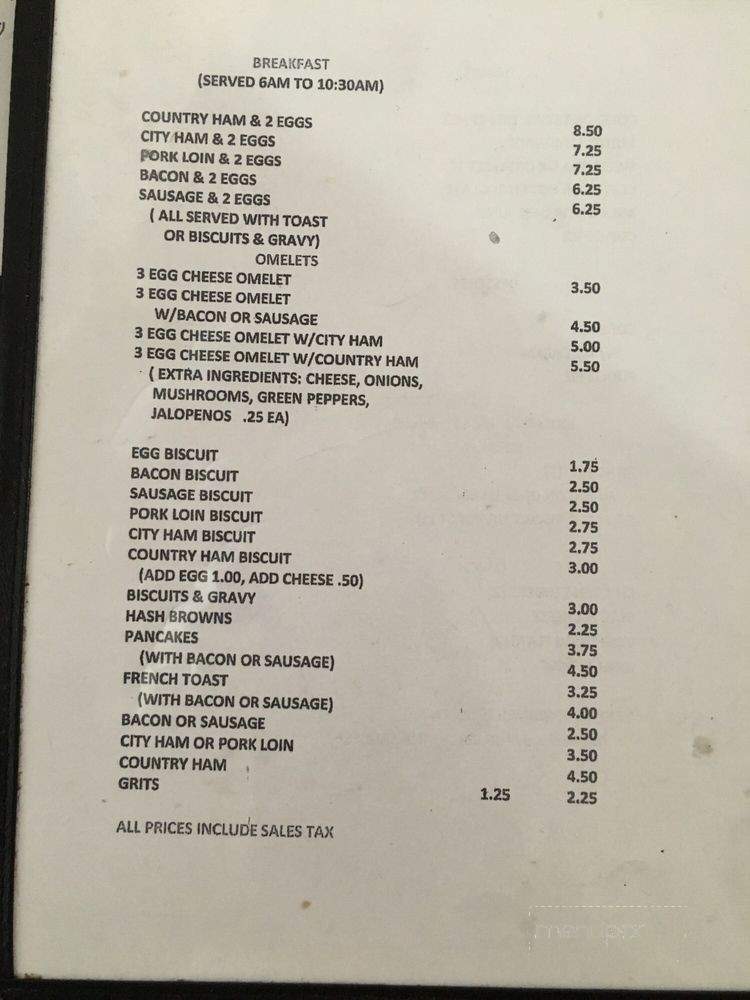 BREAKFAST
(SERVED 6AM TO 10:30AM)
COUNTRY HAM & 2 EGGS 8.50
CITY HAM & 2 EGGS 7.25
PORK LOIN & 2 EGGS 7.25
BACON & 2 EGGS 6.25
SAUSAGE & 2 EGGS 6.25
( ALL SERVED WITH TOAST
OR BISCUITS & GRAVY)
OMELETS
3 EGG CHEESE OMELET 3.50
3 EGG CHEESE OMELET
W/BACON OR SAUSAGE 4.50
3 EGG CHEESE OMELET W/CITY HAM 5.00
3 EGG CHEESE OMELET W/COUNTRY HAM 5.50
( EXTRA INGREDIENTS: CHEESE, ONIONS,
MUSHROOMS, GREEN PEPPERS,
JALOPENOS .25 EA)
EGG BISCUIT 1.75
BACON BISCUIT 2.50
SAUSAGE BISCUIT 2.50
PORK LOIN BISCUIT 2.75
CITY HAM BISCUIT 2.75
COUNTRY HAM BISCUIT 3.00
(ADD EGG 1.00, ADD CHEESE .50)
BISCUITS & GRAVY 3.00
HASH BROWNS 2.25
PANCAKES 3.75
(WITH BACON OR SAUSAGE) 4.50
FRENCH TOAST 3.25
(WITH BACON OR SAUSAGE) 4.00
BACON OR SAUSAGE 2.50
CITY HAM OR PORK LOIN 3.50
COUNTRY HAM 4.50
GRITS 1.25 2.25
ALL PRICES INCLUDE SALES TAX